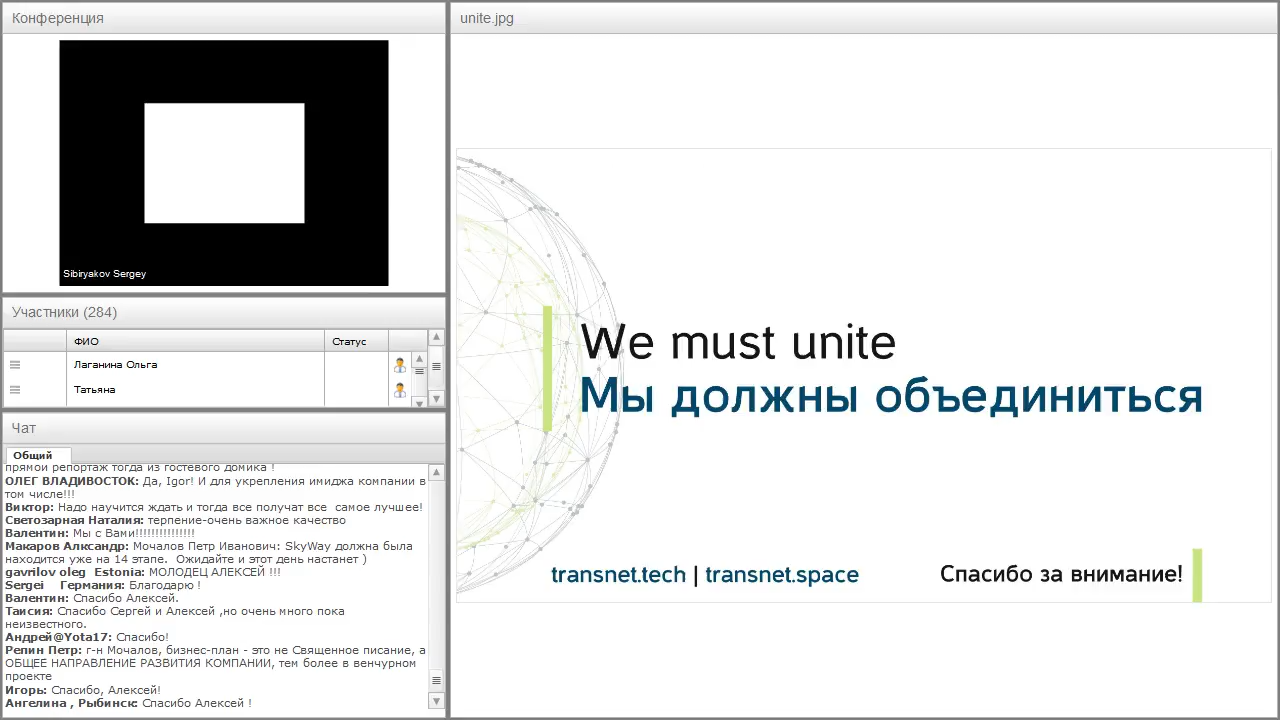 Конференция
Sibiryakov Sergey
Участники (284)
ФИО
Статус
Лаганина Ольга
Татьяна
Чат
Общий
прямой репортаж тогда из гостевого домика !
ОЛЕГ ВЛАДИВОСТОК: Да, Igor! И для укрепления имиджа компании в
том числе!!!
Виктор: Надо научится ждать и тогда все получат все самое лучшее!
Светозарная Наталия: терпение-очень важное качество
Валентин: Мы с Вами!!!!!!!!!!!!!!!
Макаров Алксандр: Мочалов Петр Иванович: SkyWay должна была
находится уже на 14 этапе. Ожидайте и этот день настанет )
gavrilov oleg Estonia: МОЛОДЕЦ АЛЕКСЕЙ !!!
Sergei Германия: Благодарю !
Валентин: Спасибо Алексей.
Таисия: Спасибо Сергей и Алексей ,но очень много пока
неизвестного.
Андрей@Yota17: Спасибо!
Репин Петр: г-н Мочалов, бизнес-план - это не Священное писание, а
ОБЩЕЕ НАПРАВЛЕНИЕ РАЗВИТИЯ КОМПАНИИ, тем более в венчурном
проекте
Игорь: Спасибо, Алексей!
Ангелина , Рыбинск: Спасибо Алексей !
unite.jpg
We must unite
Мы должны объединиться
transnet.tech | transnet.space
Спасибо за внимание!